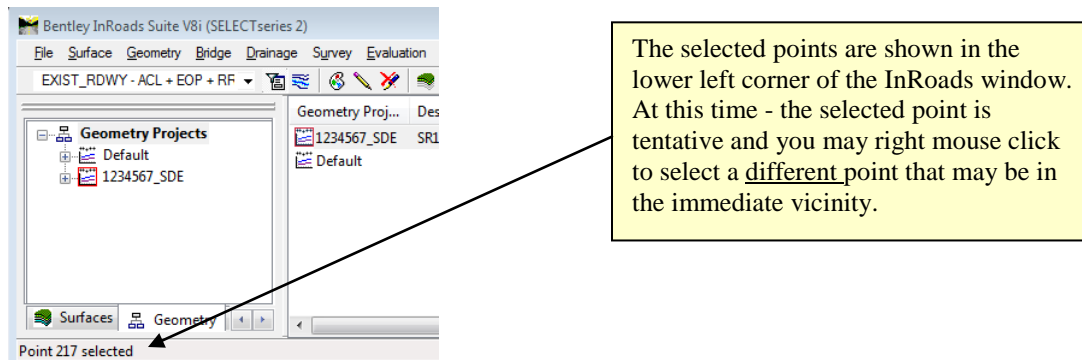 Bentley InRoads Suite V8i (SELECTseries 2)
File Surface Geometry Bridge Drainage Survey Evaluation
EXIST_RDWY - ACL + EOP + RF
Geometry Proj... Des
Geometry Projects
Default
1234567_SDE
1234567_SDE SR1
Default
Surfaces Geometry
Point 217 selected
The selected points are shown in the
lower left corner of the InRoads window.
At this time - the selected point is
tentative and you may right mouse click
to select a different point that may be in
the immediate vicinity.